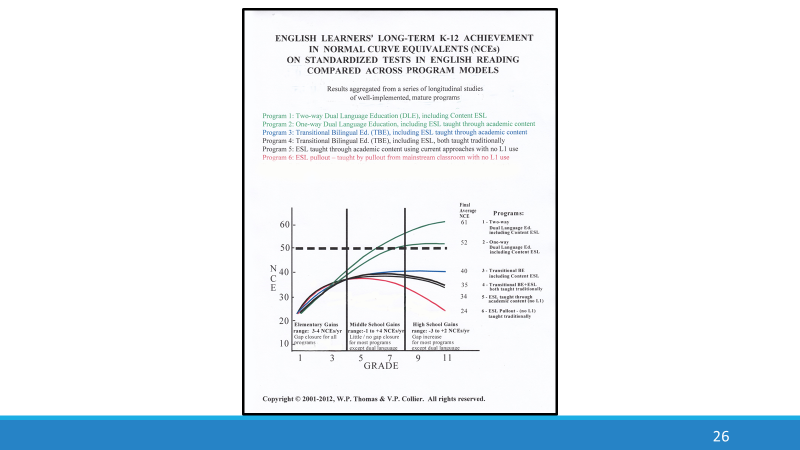 ENGLISH LEARNERS' LONG-TERM K-12 ACHIEVEMENT
IN NORMAL CURVE EQUIVALENTS (NCEs)
ON STANDARDIZED TESTS IN ENGLISH READING
COMPARED ACROSS PROGRAM MODELS
Results aggregated from a series of longitudinal studies
of well-implemented, mature programs
Program 1: Two-way Dual Language Education (DLE), including Content ESL
Program 2: One-way Dual Language Education, including ESL taught through academic content
Program 3: Transitional Bilingual Ed. (TBE), including ESL taught through academic content
Program 4: Transitional Bilingual Ed. (TBE), including ESL, both taught traditionally
Program 5: ESL taught through academic content using current approaches with no L1 use
Program 6: ESL pullout – taught by pullout from mainstream classroom with no L1 use
Final
Average
NCE
Programs:
61
1 - Two-way
Dual Language Ed.
including Content ESL
52
2 - One-way
Dual Language Ed.
including Content ESL
40
3 - Transitional BE
including Content ESL
35
4 - Transitional BE+ESL
both taught traditionally
34
5 - ESL taught through
academic content (no L1)
24
6 - ESL Pullout - (no L1)
taught traditionally
60
50
40
30
20
10
N
C
E
Elementary Gains
range: 3-4 NCEs/yr
Gap closure for all
programs
Middle School Gains
range:-1 to +4 NCEs/yr
Little / no gap closure
for most programs
except dual language
High School Gains
range: -3 to +2 NCEs/yr
Gap increase
for most programs
except dual language
1 3 5 7 9 11
GRADE
Copyright © 2001-2012, W.P. Thomas & V.P. Collier. All rights reserved.
26